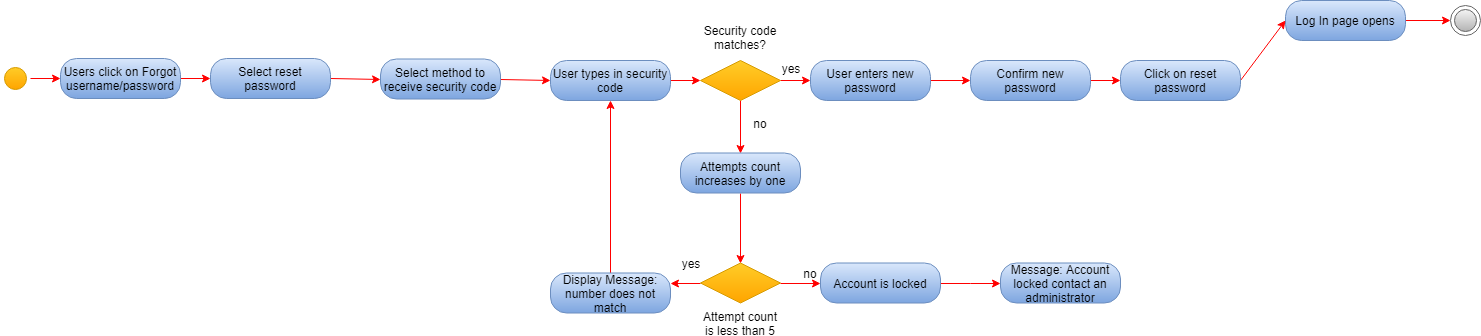 Log In page opens
Security code
matches?
Users click on Forgot
username/password
Select reset
password
Select method to
receive security code
User types in security
code
yes
User enters new
password
Confirm new
password
Click on reset
password
no
Attempts count
increases by one
yes
Display Message:
number does not
match
no
Account is locked
Message: Account
locked contact an
administrator
Attempt count
is less than 5